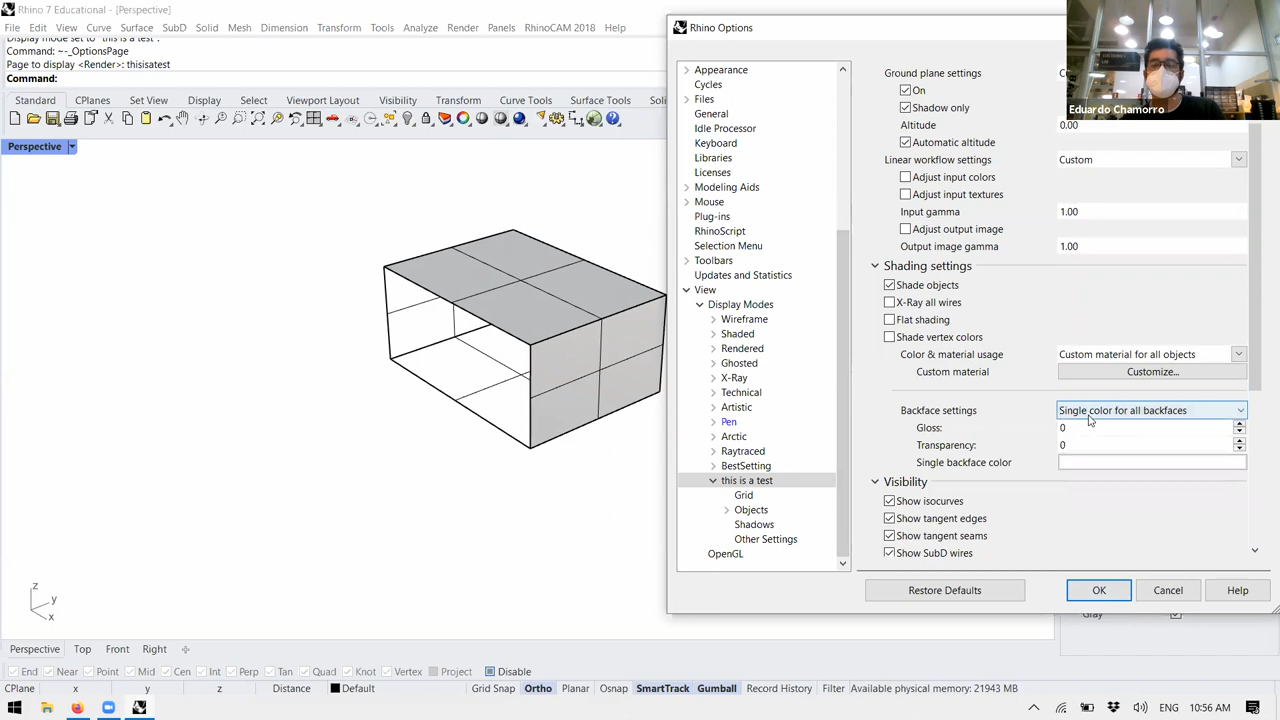 Rhino 7 Educational - [Perspective]
File Edit View Curve Surface SubD Solid Mesh Dimension Transform Tools Analyze Render Panels RhinoCAM 2018 Help
Display mode set to "this is a test".
Command: ~-_OptionsPage
Page to display <Render>: thisisatest
Command:
Standard CPlanes Set View Display Select Viewport Layout Visibility Transform Curve Tools Surface Tools
Perspective
z
y
x
Perspective Top Front Right
End Near Point Mid Cen Int Perp Tan Quad Knot Vertex Project Disable
CPlane x y z Distance Default Grid Snap Ortho Planar Osnap SmartTrack Gumball Record History Filter Available physical memory: 21943 MB
Rhino Options
Appearance
Cycles
Files
General
Idle Processor
Keyboard
Libraries
Licenses
Modeling Aids
Mouse
Plug-ins
RhinoScript
Selection Menu
Toolbars
Updates and Statistics
View
Display Modes
Wireframe
Shaded
Rendered
Ghosted
X-Ray
Technical
Artistic
Pen
Arctic
Raytraced
BestSetting
this is a test
Grid
Objects
Shadows
Other Settings
OpenGL
Ground plane settings
On
Shadow only
Altitude 0.00
Automatic altitude
Linear workflow settings Custom
Adjust input colors
Adjust input textures
Input gamma 1.00
Adjust output image
Output image gamma 1.00
Shading settings
Shade objects
X-Ray all wires
Flat shading
Shade vertex colors
Color & material usage Custom material for all objects
Custom material Customize...
Backface settings Single color for all backfaces
Gloss: 0
Transparency: 0
Single backface color
Visibility
Show isocurves
Show tangent edges
Show tangent seams
Show SubD wires
Restore Defaults OK Cancel Help
Gray
Eduardo Chamorro
ENG 10:56 AM